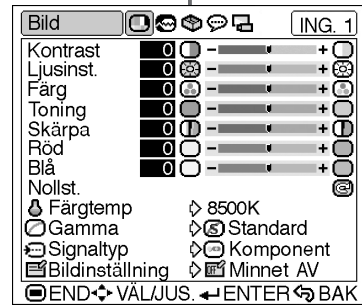 Bild ING. 1
Kontrast 0 - +
Ljusinst. 0 - +
Färg 0 - +
Toning 0 - +
Skärpa 0 - +
Röd 0 - +
Blå 0 - +
Nollst.
Färgtemp 8500K
Gamma S Standard
Signaltyp Komponent
Bildinställning Minnet AV
END VÄL/JUS. ENTER BAK